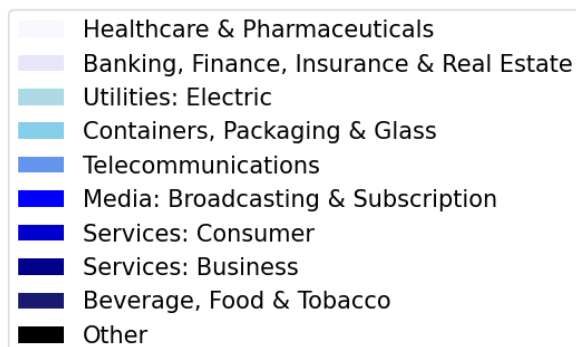 Healthcare & Pharmaceuticals
Banking, Finance, Insurance & Real Estate
Utilities: Electric
Containers, Packaging & Glass
Telecommunications
Media: Broadcasting & Subscription
Services: Consumer
Services: Business
Beverage, Food & Tobacco
Other